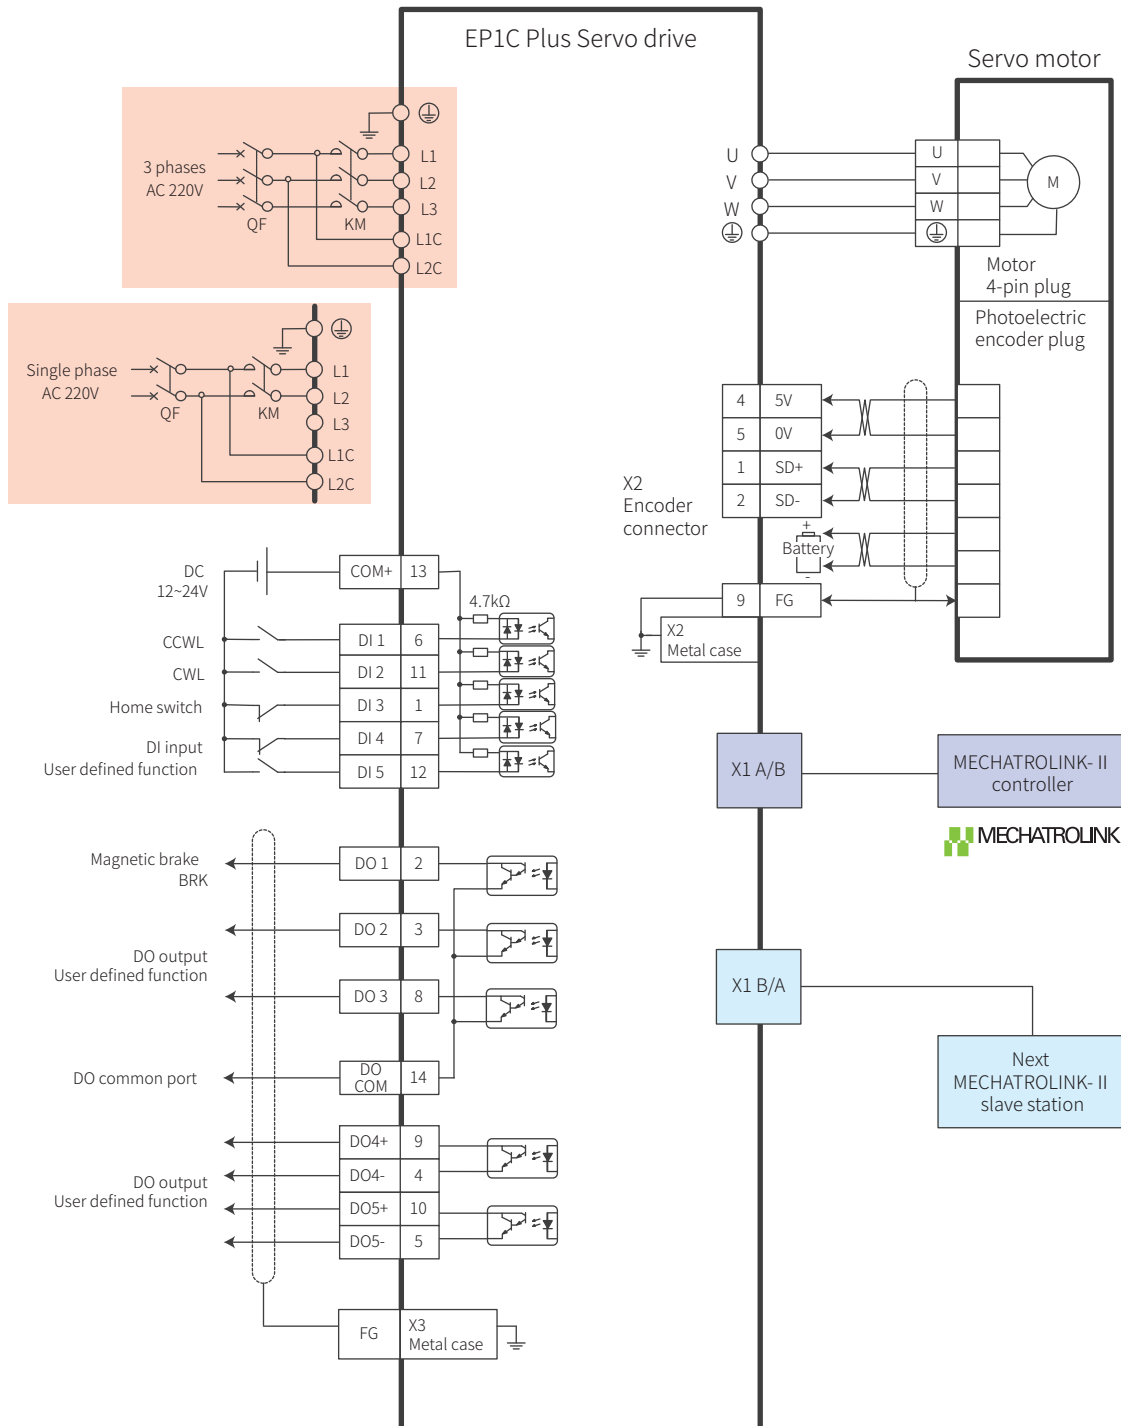 EP1C Plus Servo drive
Servo motor
3 phases
AC 220V
QF
KM
L1
L2
L3
L1C
L2C
Single phase
AC 220V
QF
KM
L1
L2
L3
L1C
L2C
U
V
W
U
V
W
M
Motor
4-pin plug
Photoelectric
encoder plug
X2
Encoder
connector
4 5V
5 0V
1 SD+
2 SD-
+
Battery
-
9 FG
X2
Metal case
DC
12~24V
COM+ 13
4.7kΩ
CCWL
DI 1 6
CWL
DI 2 11
Home switch
DI 3 1
DI input
User defined function
DI 4 7
DI 5 12
X1 A/B
MECHATROLINK- II
controller
MECHATROLINK
Magnetic brake
BRK
DO 1 2
DO 2 3
DO output
User defined function
DO 3 8
DO common port
DO
COM
14
X1 B/A
Next
MECHATROLINK- II
slave station
DO4+ 9
DO4- 4
DO output
User defined function
DO5+ 10
DO5- 5
FG
X3
Metal case